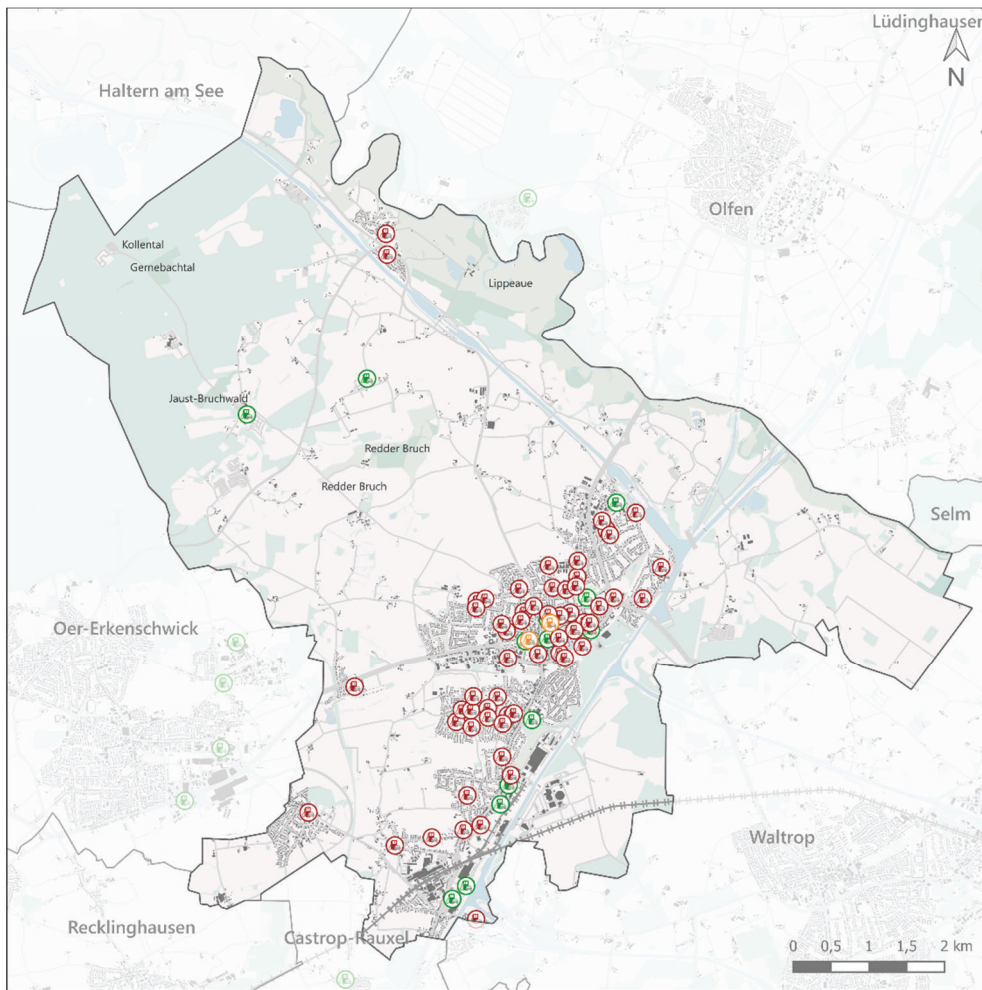 Lüdinghausen
N
Haltern am See
Olfen
Kollental
Gernebachtal
Lippeaue
Jaust-Bruchwald
Redder Bruch
Redder Bruch
Selm
Oer-Erkenschwick
Waltrop
Recklinghausen
Castrop-Rauxel
0 0,5 1 1,5 2 km